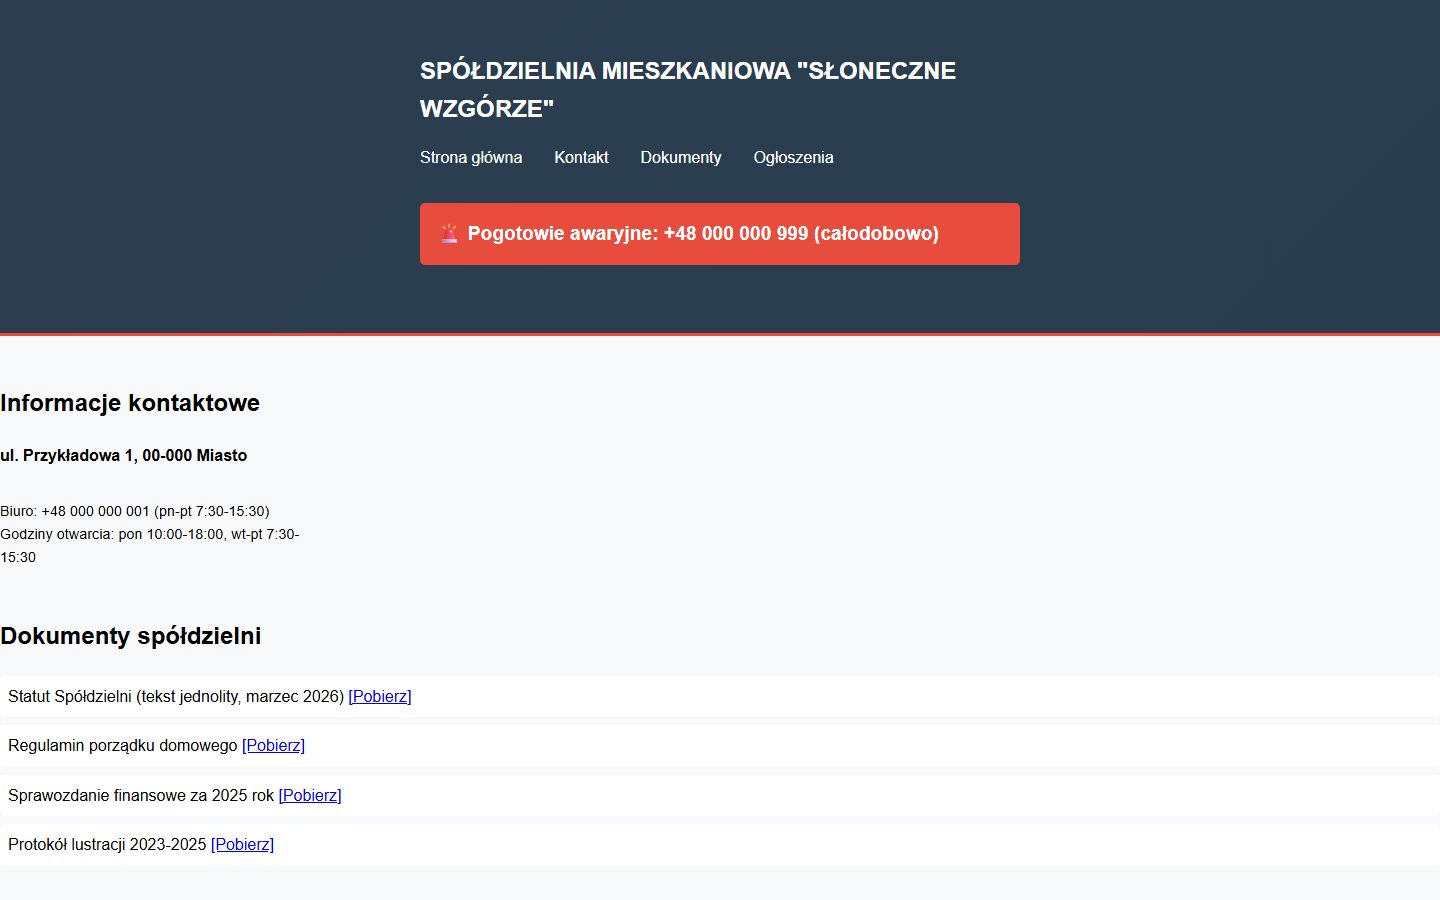 SPÓŁDZIELNIA MIESZKANIOWA "SŁONECZNE
WZGÓRZE"
Strona główna Kontakt Dokumenty Ogłoszenia
🚨 Pogotowie awaryjne: +48 000 000 999 (całodobowo)
Informacje kontaktowe
ul. Przykładowa 1, 00-000 Miasto
Biuro: +48 000 000 001 (pn-pt 7:30-15:30)
Godziny otwarcia: pon 10:00-18:00, wt-pt 7:30-
15:30
Dokumenty spółdzielni
Statut Spółdzielni (tekst jednolity, marzec 2026) [Pobierz]
Regulamin porządku domowego [Pobierz]
Sprawozdanie finansowe za 2025 rok [Pobierz]
Protokół lustracji 2023-2025 [Pobierz]